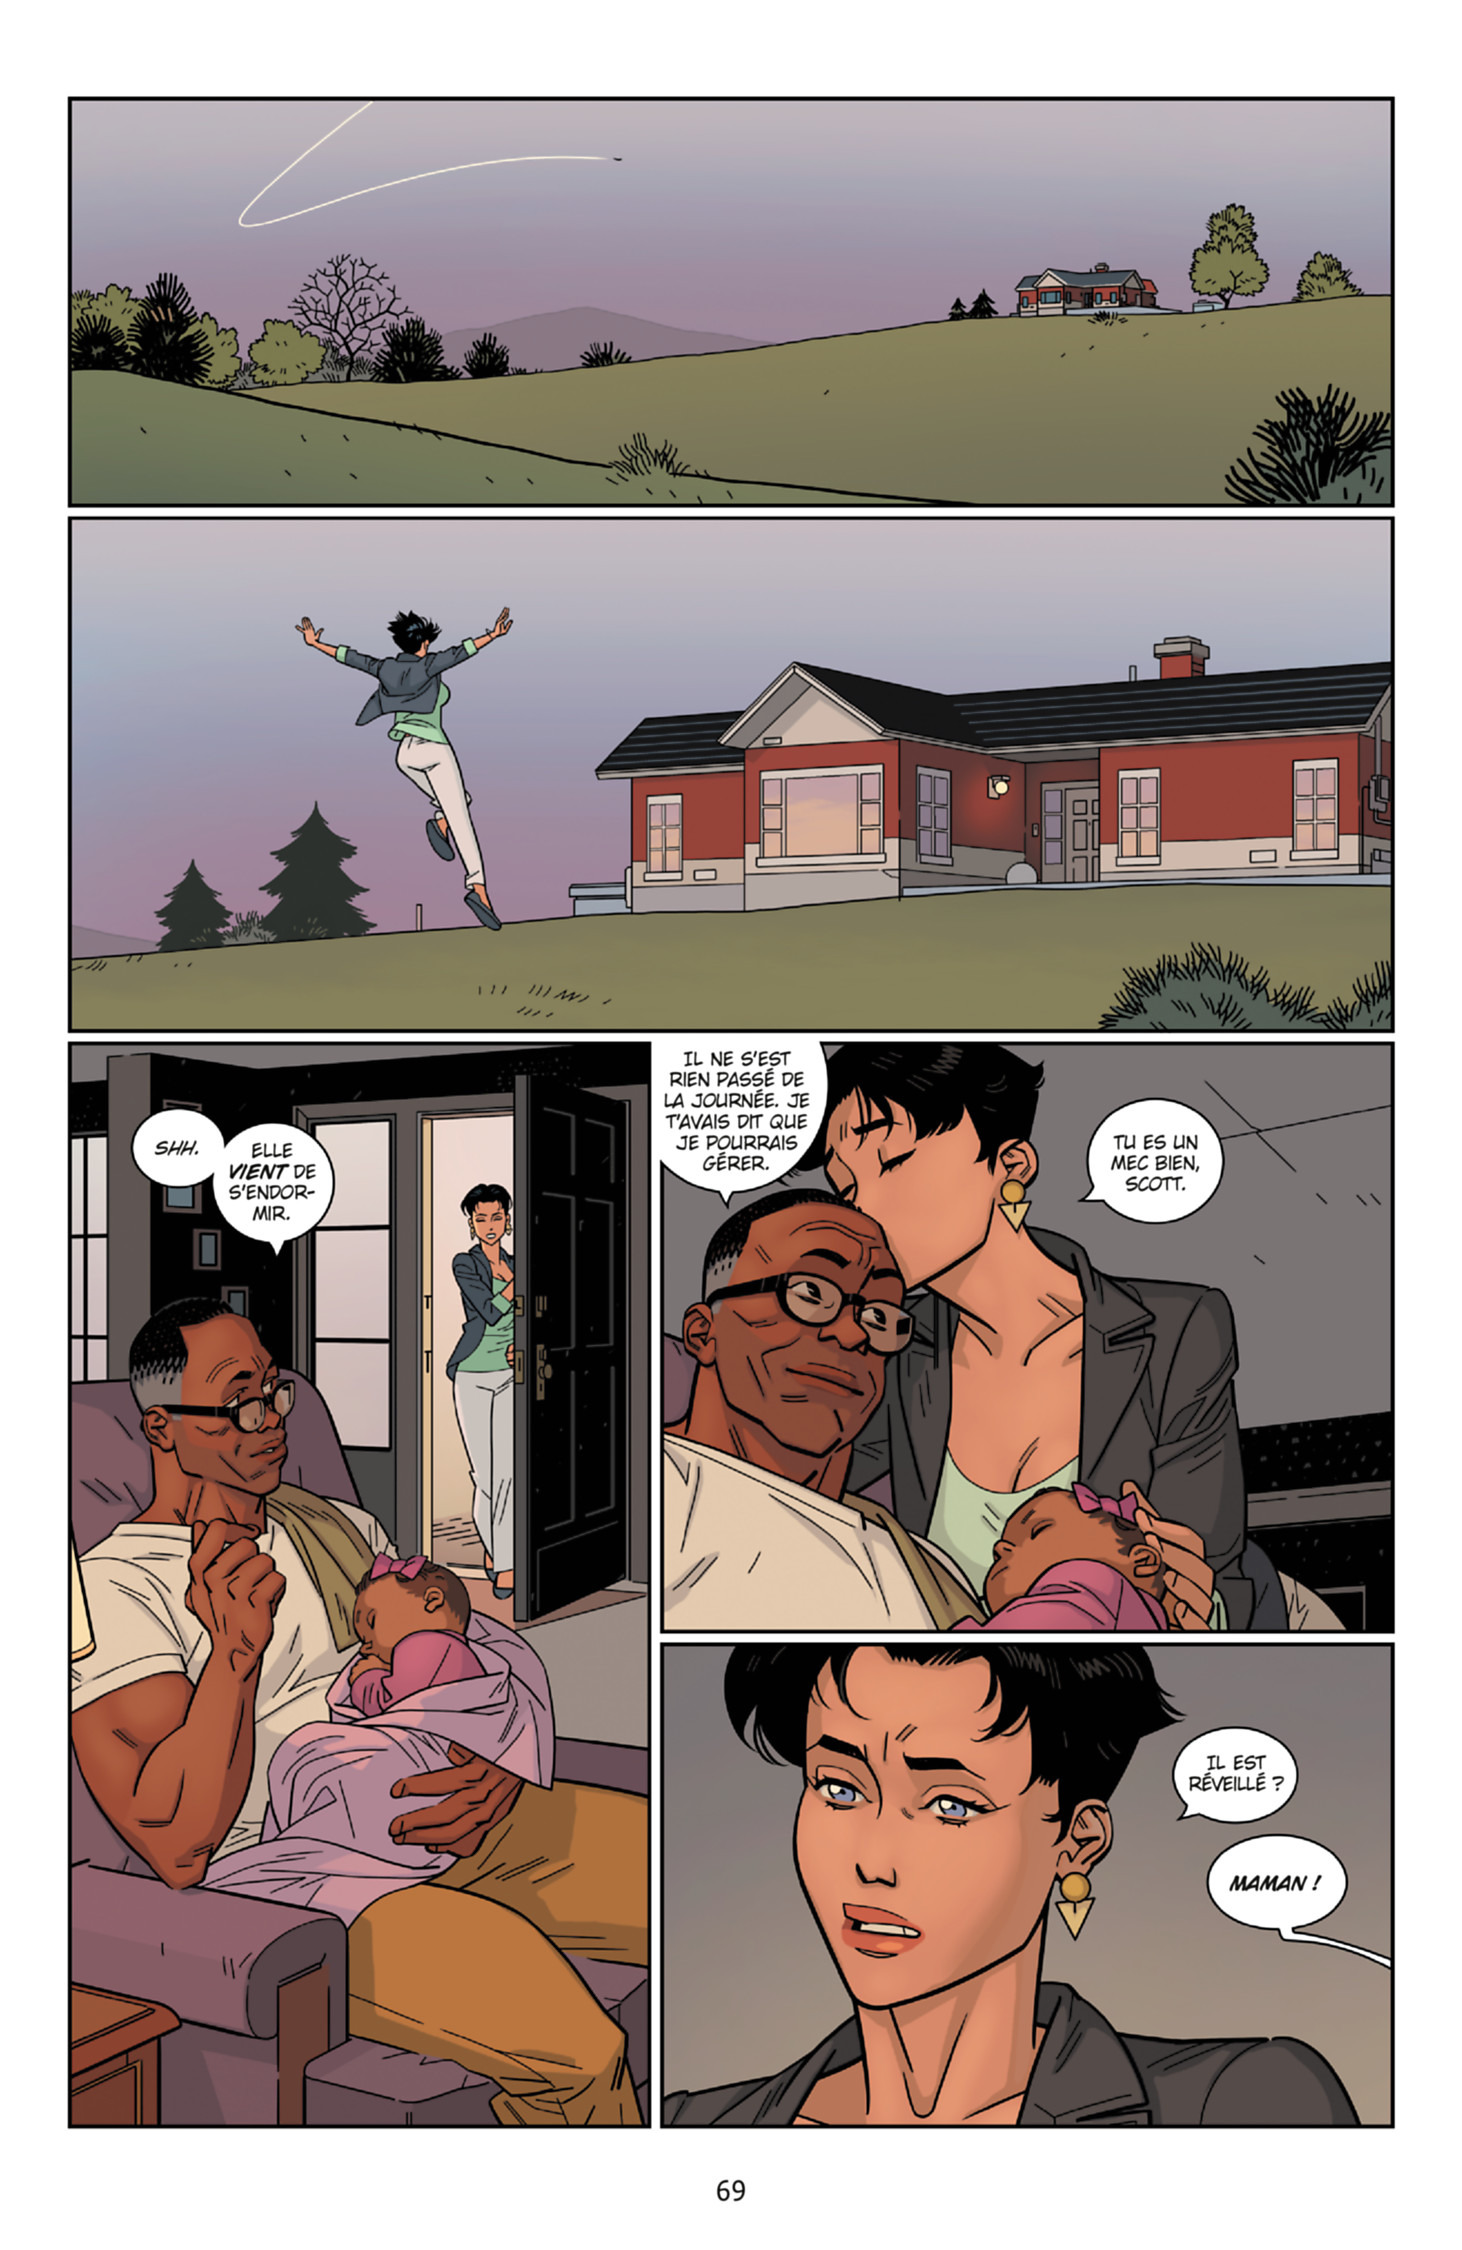 SHH.
ELLE
VIENT DE
S'ENDOR-
MIR.
IL NE S'EST
RIEN PASSÉ DE
LA JOURNÉE. JE
T'AVAIS DIT QUE
JE POURRAIS
GÉRER.
TU ES UN
MEC BIEN,
SCOTT.
IL EST
RÉVEILLÉ ?
MAMAN !
69